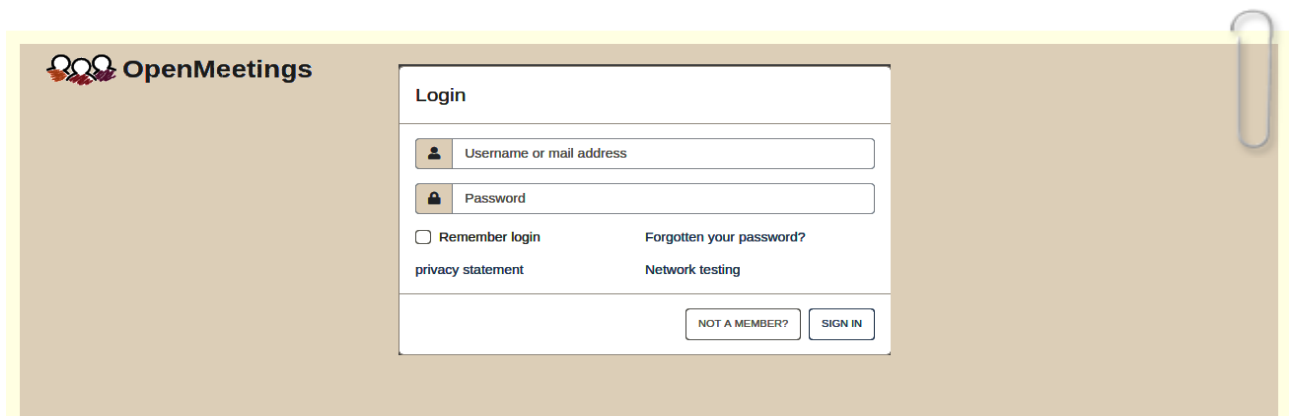 OpenMeetings
Login
Username or mail address
Password
Remember login
Forgotten your password?
privacy statement
Network testing
NOT A MEMBER?
SIGN IN